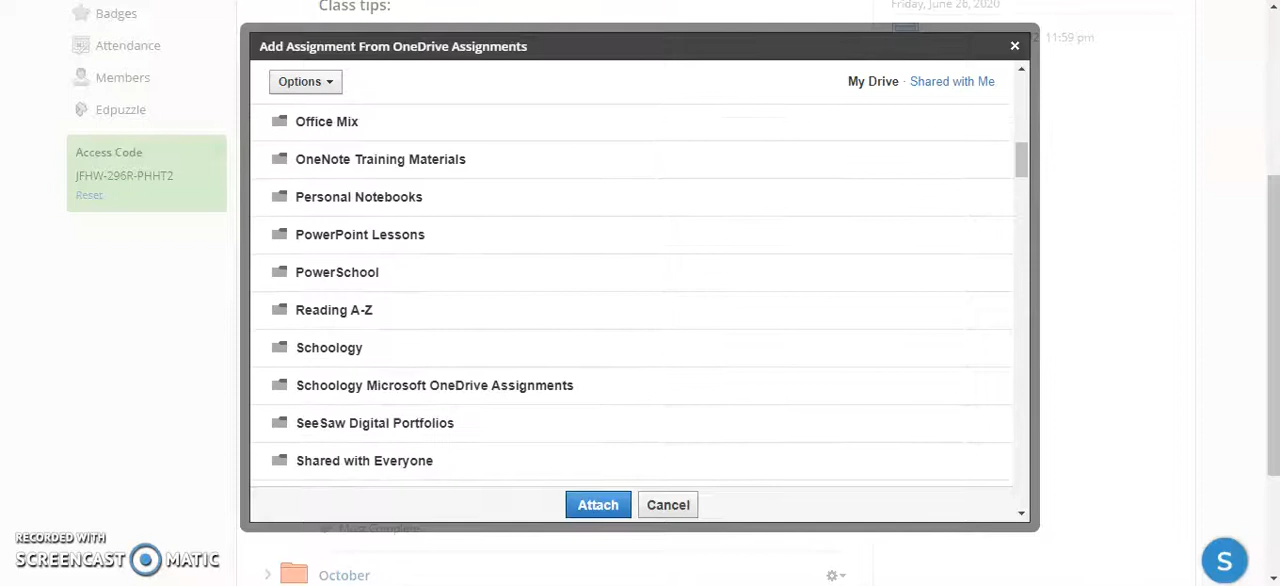 Class tips:
Friday, June 26, 2020
Badges
Attendance
Members
Edpuzzle
Access Code
JFHW-296R-PHHT2
Reset
11:59 pm
Add Assignment From OneDrive Assignments
×
Options
My Drive · Shared with Me
Office Mix
OneNote Training Materials
Personal Notebooks
PowerPoint Lessons
PowerSchool
Reading A-Z
Schoology
Schoology Microsoft OneDrive Assignments
SeeSaw Digital Portfolios
Shared with Everyone
Attach
Cancel
Must Complete
October
RECORDED WITH
SCREENCAST MATIC
S